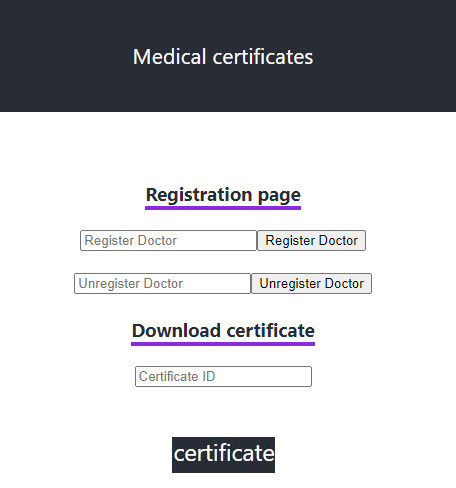 Medical certificates
Registration page
Register Doctor Register Doctor
Unregister Doctor Unregister Doctor
Download certificate
Certificate ID
certificate